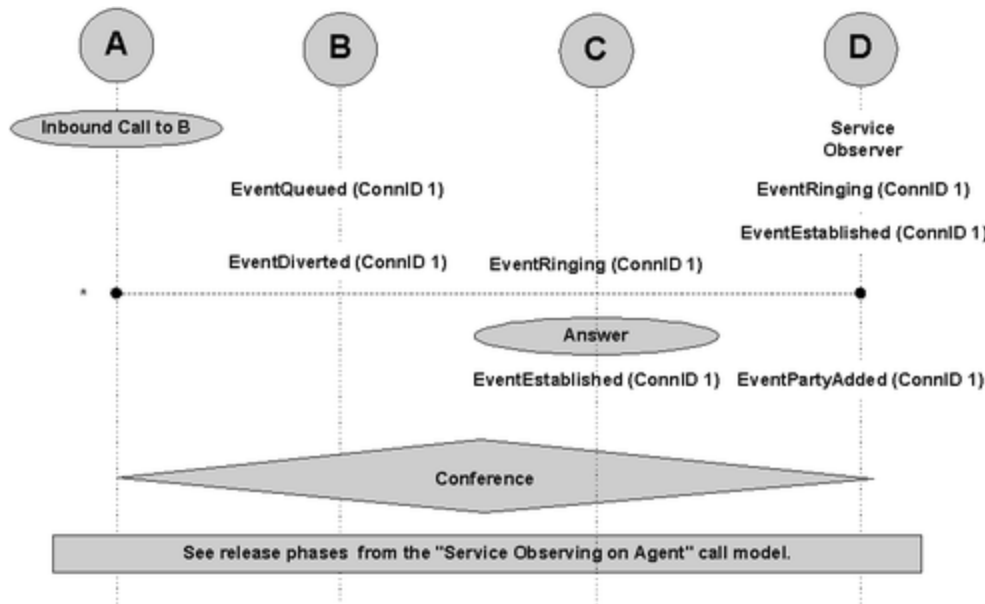 A B C D
Inbound Call to B
Service
Observer
EventQueued (ConnID 1) EventRinging (ConnID 1)
EventEstablished (ConnID 1)
EventDiverted (ConnID 1) EventRinging (ConnID 1)
*
Answer
EventEstablished (ConnID 1) EventPartyAdded (ConnID 1)
Conference
See release phases from the "Service Observing on Agent" call model.